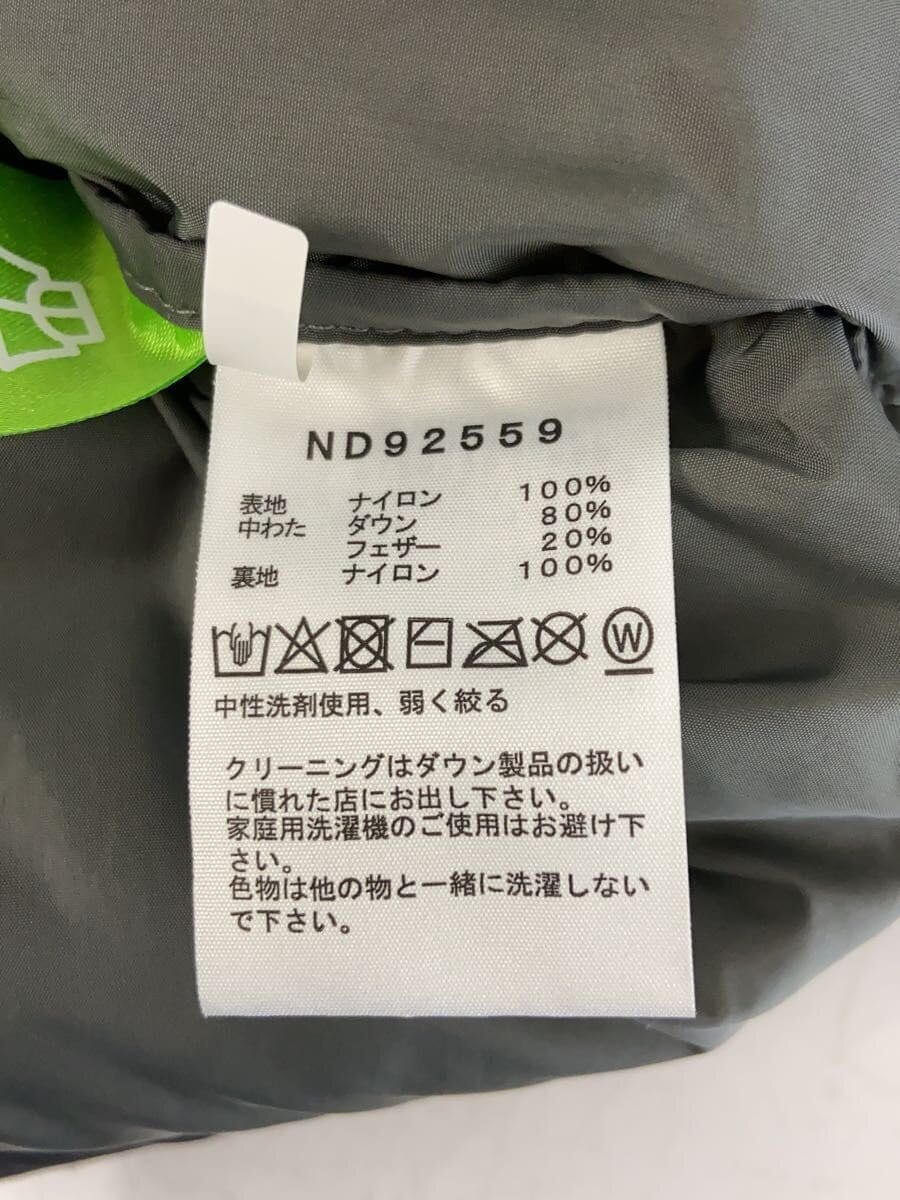 ND92559
表地 ナイロン 100%
中わた ダウン 80%
フェザー 20%
裏地 ナイロン 100%
W
中性洗剤使用、弱く絞る
クリーニングはダウン製品の扱い
に慣れた店にお出し下さい。
家庭用洗濯機のご使用はお避け下
さい。
色物は他の物と一緒に洗濯しない
で下さい。